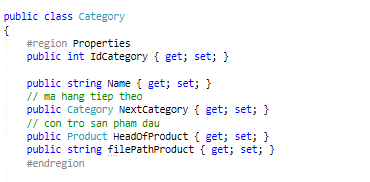 public class Category
{
#region Properties
public int IdCategory { get; set; }
public string Name { get; set; }
// ma hang tiep theo
public Category NextCategory { get; set; }
// con tro san pham dau
public Product HeadOfProduct { get; set; }
public string filePathProduct { get; set; }
#endregion